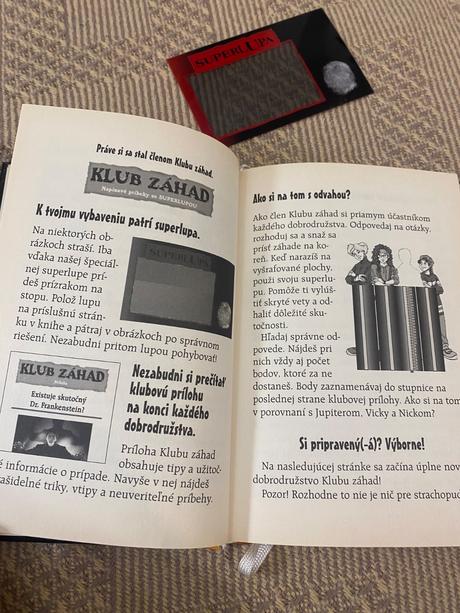 SUPERLUPA
Práve si sa stal členom Klubu záhad.
KLUB ZÁHAD
Napínavé príbehy so SUPERLUPOU
K tvojmu vybaveniu patrí superlupa.
Na niektorých ob-
rázkoch straší. Iba
vďaka našej špeciál-
nej superlupe prí-
deš prízrakom na
stopu. Polož lupu
na príslušnú strán-
ku v knihe a pátraj v obrázkoch po správnom
riešení. Nezabudni pritom lupou pohybovať!
SUPERLUPA
KLUB ZÁHAD
Príloha
Existuje skutočný
Dr. Frankenstein?
Nezabudni si prečítať
klubovú prílohu
na konci každého
dobrodružstva.
Príloha Klubu záhad
obsahuje tipy a užitoč-
é informácie o prípade. Navyše v nej nájdeš
ašidelné triky, vtipy a neuveriteľné príbehy.
Ako si na tom s odvahou?
Ako člen Klubu záhad si priamym účastníkom
každého dobrodružstva. Odpovedaj na otázky,
rozhoduj sa a snaž sa
prísť záhade na ko-
reň. Keď narazíš na
vyšrafované plochy,
použi svoju superlu-
pu. Pomôže ti vylúš-
tiť skryté vety a od-
haliť dôležité sku-
točnosti.
Hľadaj správne od-
povede. Nájdeš pri
nich vždy aj počet
bodov, ktoré za ne
dostaneš. Body zaznamenávaj do stupnice na
poslednej strane klubovej prílohy. Ako si na tom
v porovnaní s Jupiterom, Vicky a Nickom?
Si pripravený(-á)? Výborne!
Na nasledujúcej stránke sa začína úplne nov
dobrodružstvo Klubu záhad!
Pozor! Rozhodne to nie je nič pre strachopud